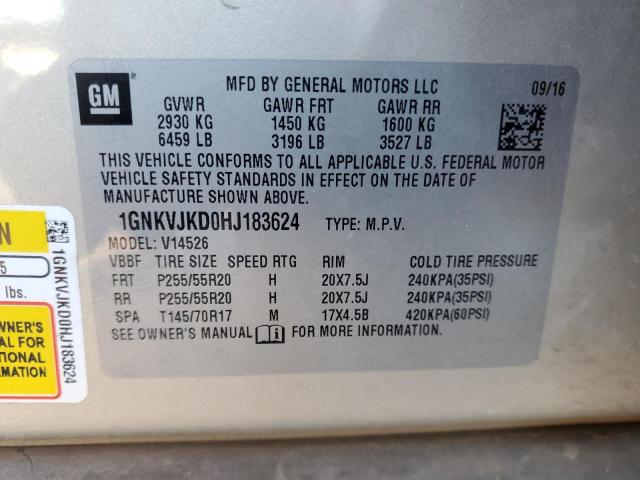 GM
MFD BY GENERAL MOTORS LLC 09/16
GVWR GAWR FRT GAWR RR
2930 KG 1450 KG 1600 KG
6459 LB 3196 LB 3527 LB
THIS VEHICLE CONFORMS TO ALL APPLICABLE U.S. FEDERAL MOTOR
VEHICLE SAFETY STANDARDS IN EFFECT ON THE DATE OF
MANUFACTURE SHOWN ABOVE.
1GNKVJKD0HJ183624 TYPE: M.P.V.
MODEL: V14526
VBBF TIRE SIZE SPEED RTG RIM COLD TIRE PRESSURE
FRT P255/55R20 H 20X7.5J 240KPA(35PSI)
RR P255/55R20 H 20X7.5J 240KPA(35PSI)
SPA T145/70R17 M 17X4.5B 420KPA(60PSI)
SEE OWNER'S MANUAL i FOR MORE INFORMATION.
N
5
lbs.
OWNER'S
AL FOR
TIONAL
RMATION
1GNKVJKD0HJ183624